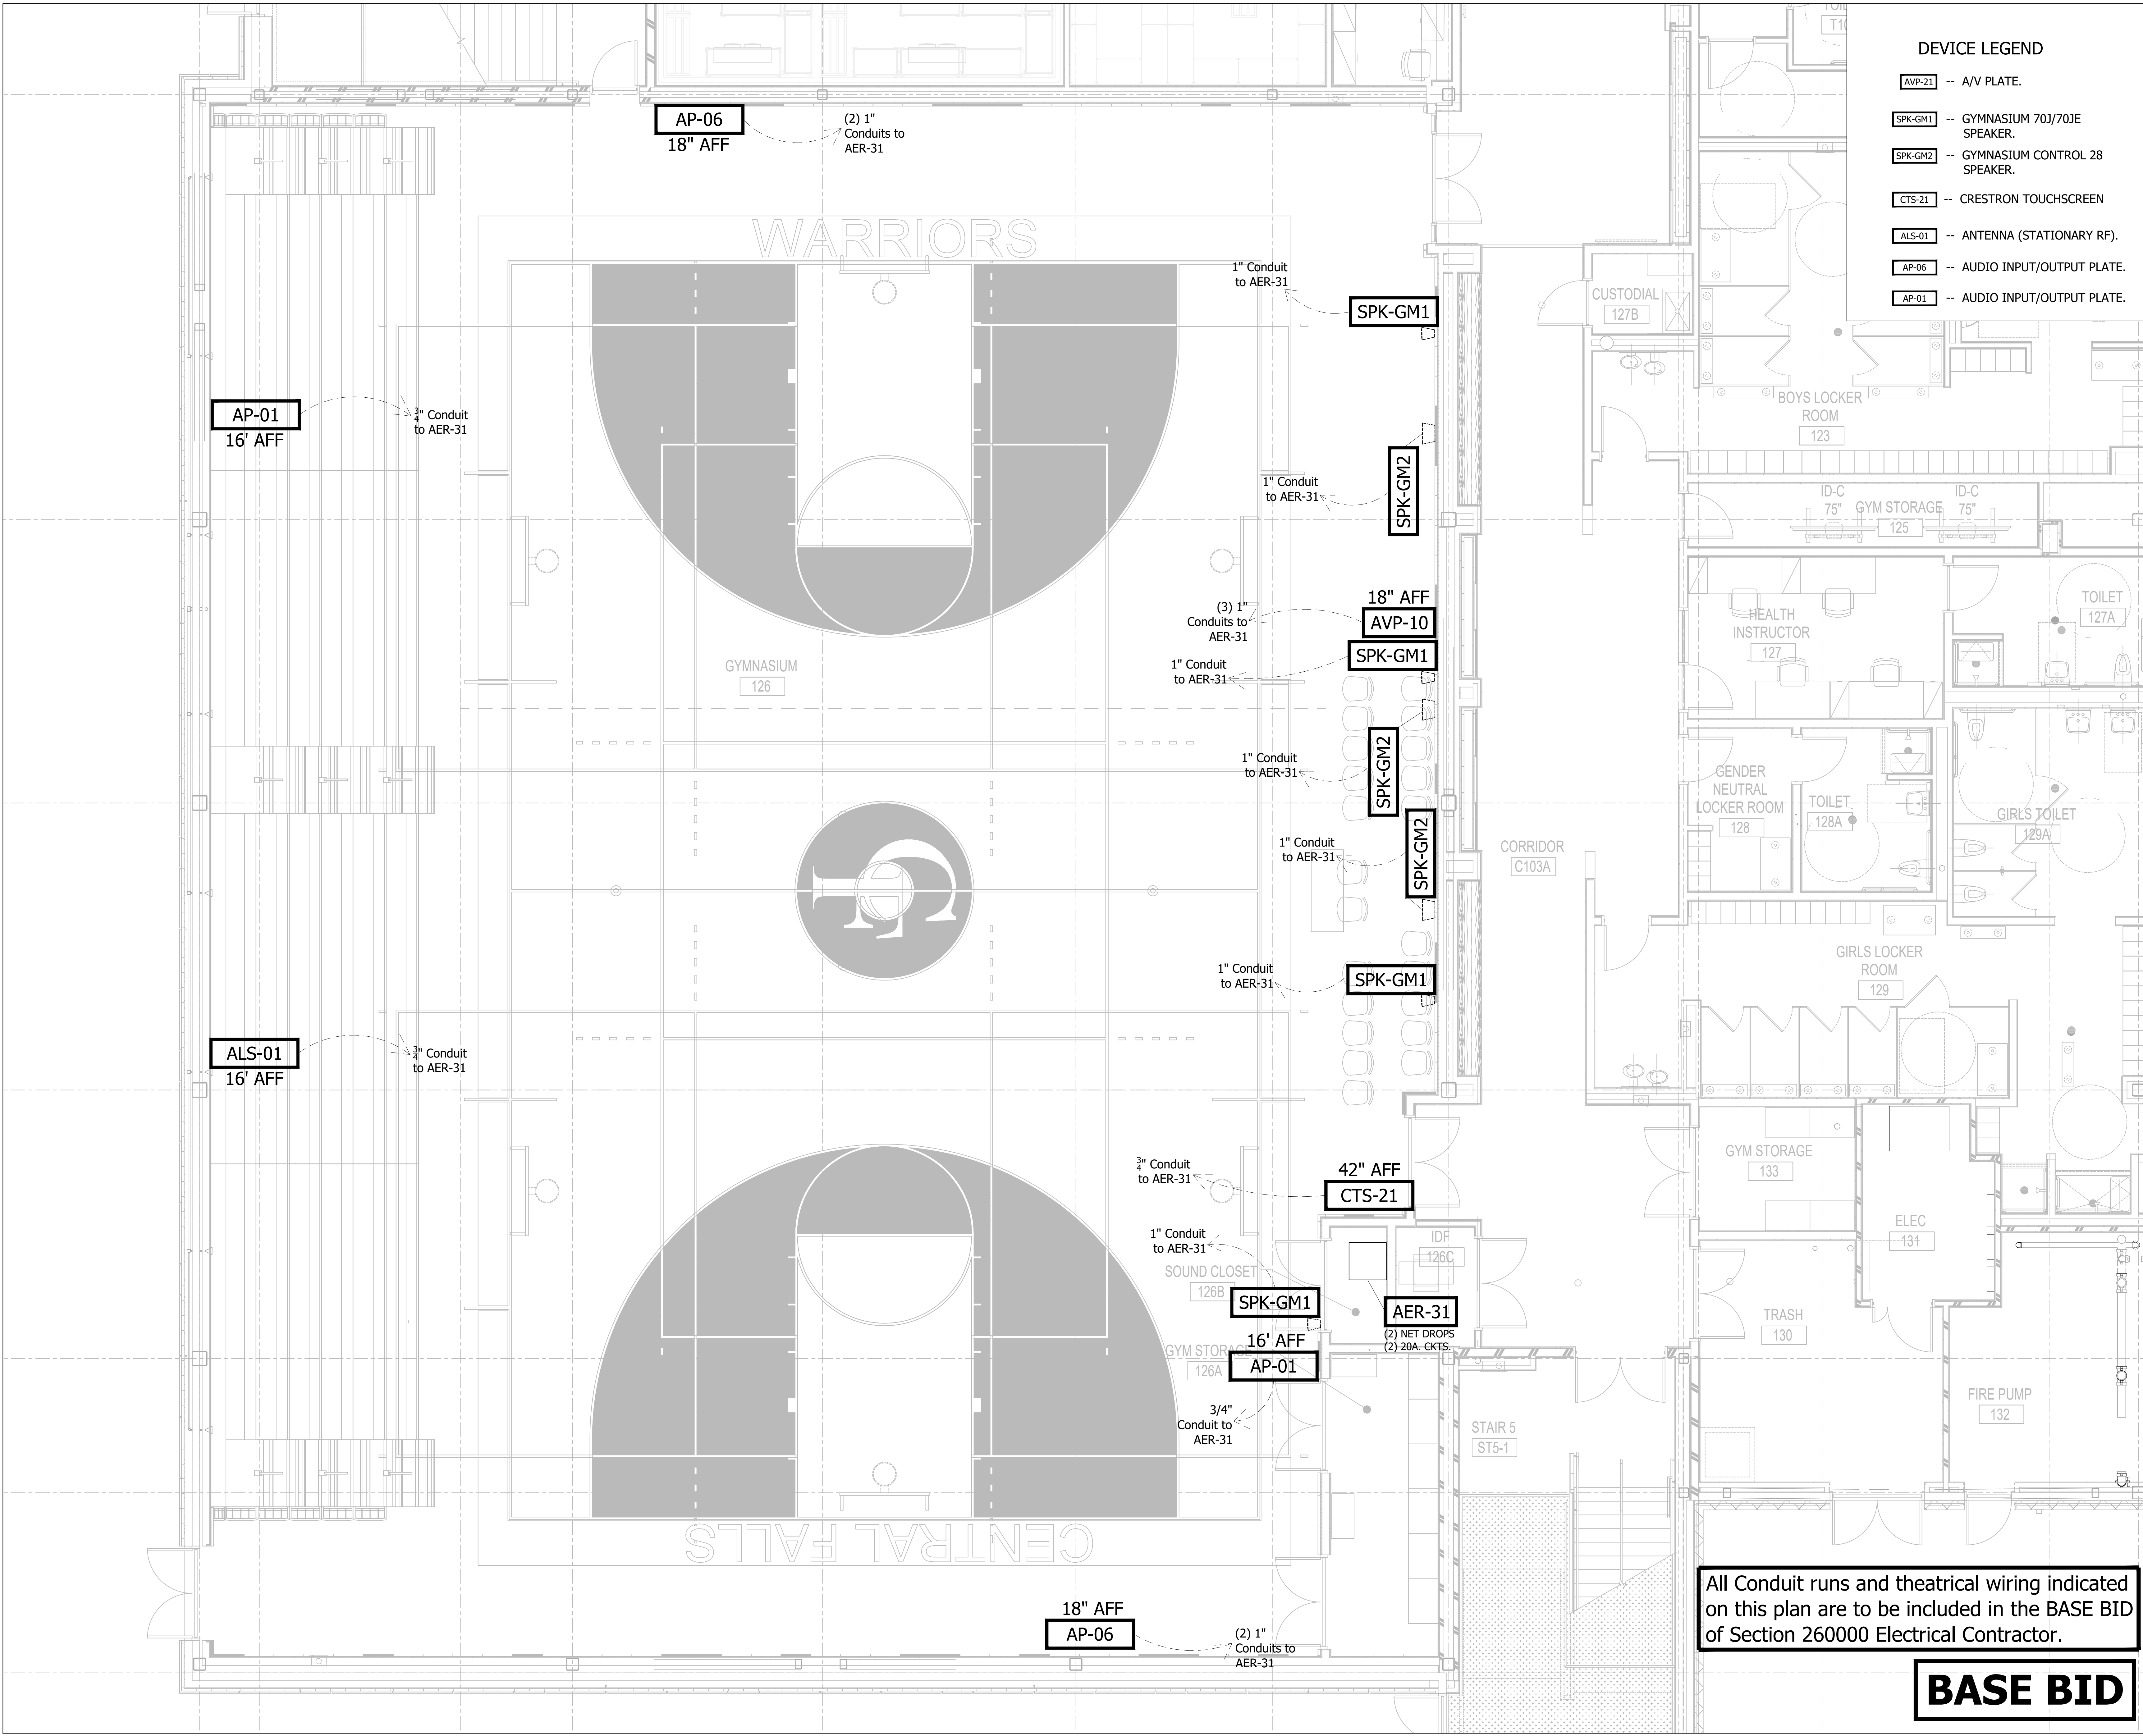 DEVICE LEGEND
AVP-21 -- A/V PLATE.
SPK-GM1 -- GYMNASIUM 70J/70JE
SPEAKER.
SPK-GM2 -- GYMNASIUM CONTROL 28
SPEAKER.
CTS-21 -- CRESTRON TOUCHSCREEN
ALS-01 -- ANTENNA (STATIONARY RF).
AP-06 -- AUDIO INPUT/OUTPUT PLATE.
AP-01 -- AUDIO INPUT/OUTPUT PLATE.
AP-06
18" AFF
(2) 1"
Conduits to
AER-31
WARRIORS
1" Conduit
to AER-31
SPK-GM1
CUSTODIAL
127B
AP-01
16' AFF
¾" Conduit
to AER-31
BOYS LOCKER
ROOM
123
SPK-GM2
1" Conduit
to AER-31
ID-C
75"
GYM STORAGE
125
ID-C
75"
18" AFF
AVP-10
(3) 1"
Conduits to
AER-31
HEALTH
INSTRUCTOR
127
TOILET
127A
GYMNASIUM
126
SPK-GM1
1" Conduit
to AER-31
SPK-GM2
1" Conduit
to AER-31
GENDER
NEUTRAL
LOCKER ROOM
128
TOILET
128A
GIRLS TOILET
129A
SPK-GM2
1" Conduit
to AER-31
CORRIDOR
C103A
CF
GIRLS LOCKER
ROOM
129
SPK-GM1
1" Conduit
to AER-31
ALS-01
16' AFF
¾" Conduit
to AER-31
42" AFF
CTS-21
¾" Conduit
to AER-31
GYM STORAGE
133
ELEC
131
IDF
126C
1" Conduit
to AER-31
SOUND CLOSET
126B
SPK-GM1
AER-31
(2) NET DROPS
(2) 20A. CKTS.
TRASH
130
16' AFF
AP-01
GYM STORAGE
126A
3/4"
Conduit to
AER-31
STAIR 5
ST5-1
FIRE PUMP
132
CENTRAL FALLS
18" AFF
AP-06
(2) 1"
Conduits to
AER-31
All Conduit runs and theatrical wiring indicated
on this plan are to be included in the BASE BID
of Section 260000 Electrical Contractor.
BASE BID